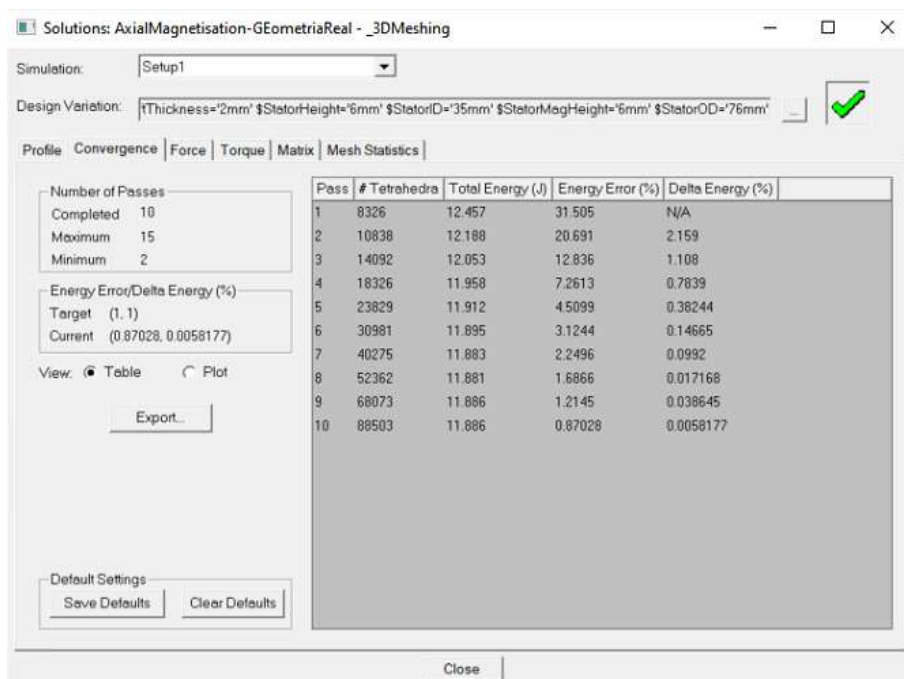 Solutions: AxialMagnetisation-GEometriaReal - _3DMeshing
Simulation: Setup1
Design Variation: tThickness='2mm' $StatorHeight='6mm' $StatorID='35mm' $StatorMagHeight='6mm' $StatorOD='76mm' ...
Profile Convergence Force Torque Matrix Mesh Statistics
Number of Passes
Completed 10
Maximum 15
Minimum 2
Energy Error/Delta Energy (%)
Target (1, 1)
Current (0.87028, 0.0058177)
View: Table Plot
Export...
Pass # Tetrahedra Total Energy (J) Energy Error (%) Delta Energy (%)
1 8326 12.457 31.505 N/A
2 10838 12.188 20.691 2.159
3 14092 12.053 12.836 1.108
4 18326 11.958 7.2613 0.7839
5 23829 11.912 4.5099 0.38244
6 30981 11.895 3.1244 0.14665
7 40275 11.883 2.2496 0.0992
8 52362 11.881 1.6866 0.017168
9 68073 11.886 1.2145 0.038645
10 88503 11.886 0.87028 0.0058177
Default Settings
Save Defaults Clear Defaults
Close